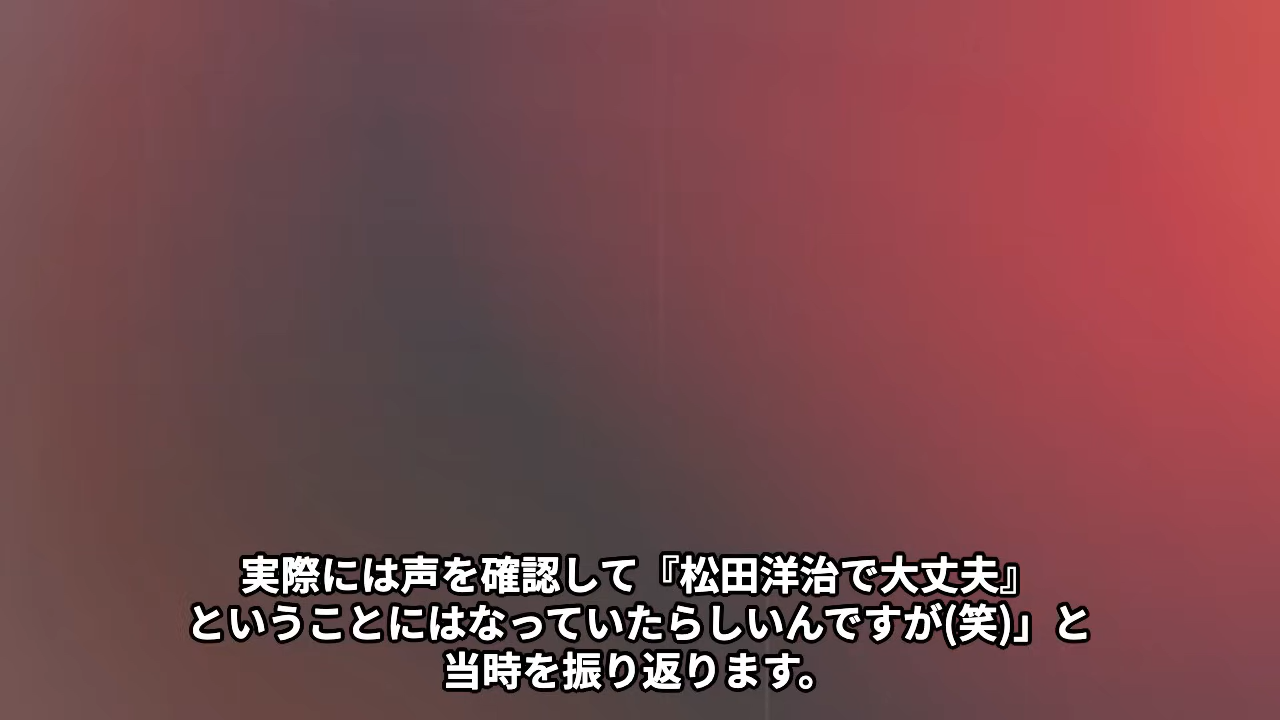 実際には声を確認して『松田洋治で大丈夫』
ということにはなっていたらしいんですが(笑)」と
当時を振り返ります。